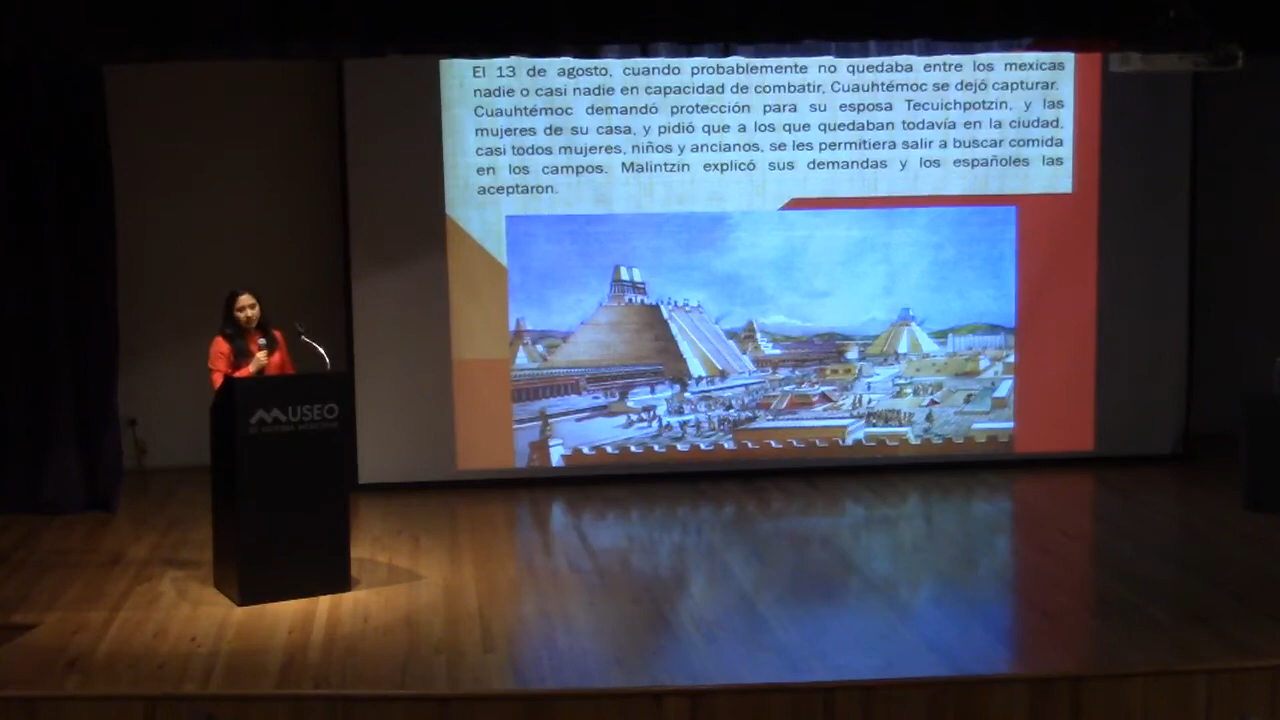 El 13 de agosto, cuando probablemente no quedaba entre los mexicas
nadie o casi nadie en capacidad de combatir, Cuauhtémoc se dejó capturar.
Cuauhtémoc demandó protección para su esposa Tecuichpotzin, y las
mujeres de su casa, y pidió que a los que quedaban todavía en la ciudad,
casi todos mujeres, niños y ancianos, se les permitiera salir a buscar comida
en los campos. Malintzin explicó sus demandas y los españoles las
aceptaron.
MUSEO